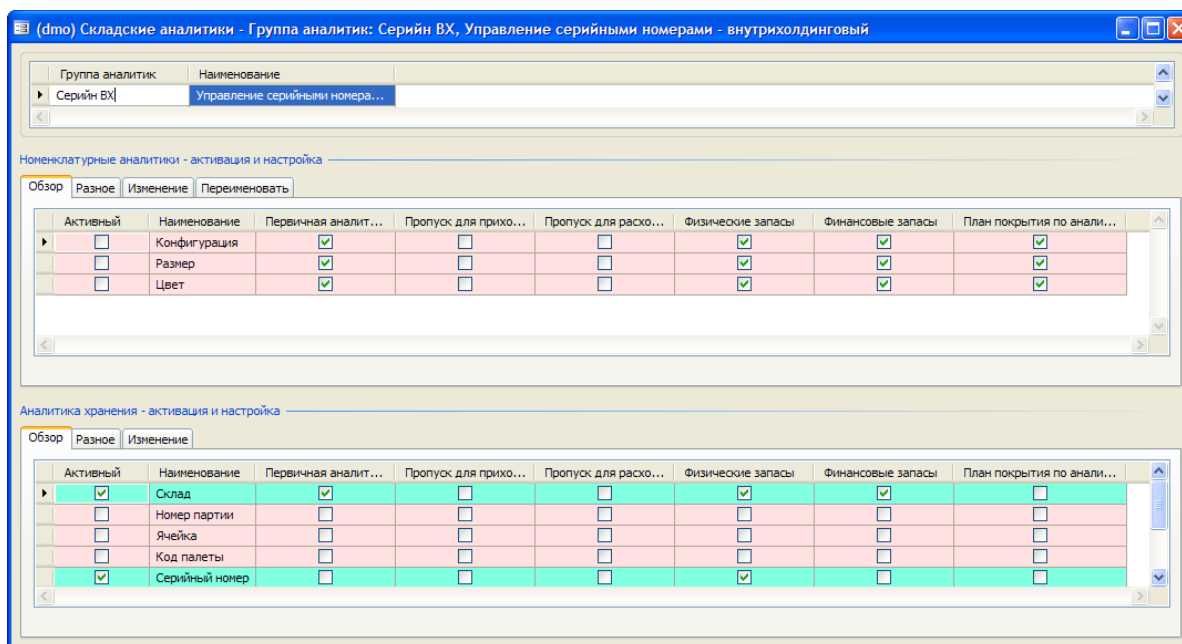 (dmo) Складские аналитики - Группа аналитик: Серийн ВХ, Управление серийными номерами - внутрихолдинговый
Группа аналитик Наименование
Серийн ВХ Управление серийными номера...
Номенклатурные аналитики - активация и настройка
Обзор Разное Изменение Переименовать
Активный Наименование Первичная аналит... Пропуск для прихо... Пропуск для расхо... Физические запасы Финансовые запасы План покрытия по анали...
Конфигурация
Размер
Цвет
Аналитика хранения - активация и настройка
Обзор Разное Изменение
Активный Наименование Первичная аналит... Пропуск для прихо... Пропуск для расхо... Физические запасы Финансовые запасы План покрытия по анали...
Склад
Номер партии
Ячейка
Код палеты
Серийный номер